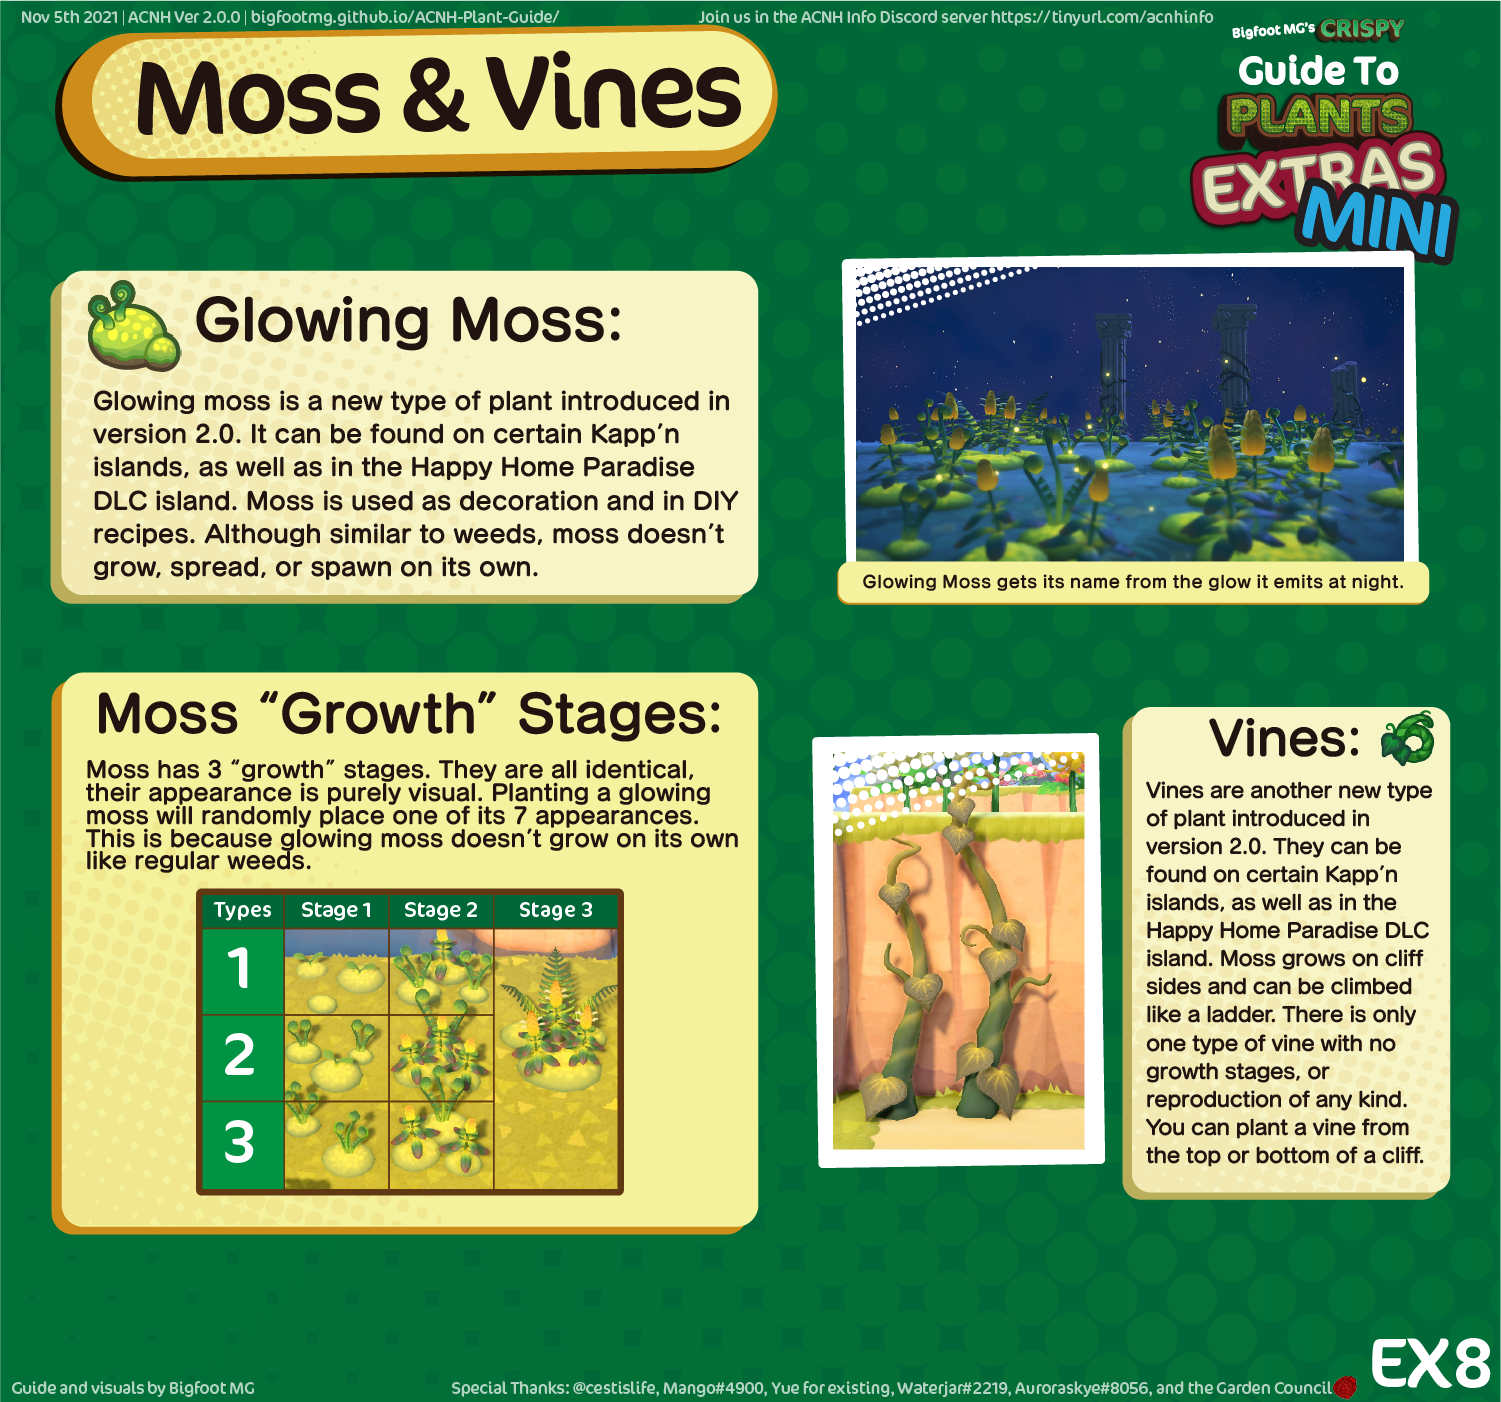 Nov 5th 2021 | ACNH Ver 2.0.0 | bigfootmg.github.io/ACNH-Plant-Guide/
Join us in the ACNH Info Discord server https://tinyurl.com/acnhinfo
Bigfoot MG's CRISPY
Guide To
PLANTS
EXTRAS
MINI
Moss & Vines
Glowing Moss:
Glowing moss is a new type of plant introduced in
version 2.0. It can be found on certain Kapp'n
islands, as well as in the Happy Home Paradise
DLC island. Moss is used as decoration and in DIY
recipes. Although similar to weeds, moss doesn't
grow, spread, or spawn on its own.
Glowing Moss gets its name from the glow it emits at night.
Moss “Growth” Stages:
Moss has 3 “growth” stages. They are all identical,
their appearance is purely visual. Planting a glowing
moss will randomly place one of its 7 appearances.
This is because glowing moss doesn't grow on its own
like regular weeds.
Types Stage 1 Stage 2 Stage 3
1
2
3
Vines:
Vines are another new type
of plant introduced in
version 2.0. They can be
found on certain Kapp'n
islands, as well as in the
Happy Home Paradise DLC
island. Moss grows on cliff
sides and can be climbed
like a ladder. There is only
one type of vine with no
growth stages, or
reproduction of any kind.
You can plant a vine from
the top or bottom of a cliff.
EX8
Guide and visuals by Bigfoot MG
Special Thanks: @cestislife, Mango#4900, Yue for existing, Waterjar#2219, Auroraskye#8056, and the Garden Council